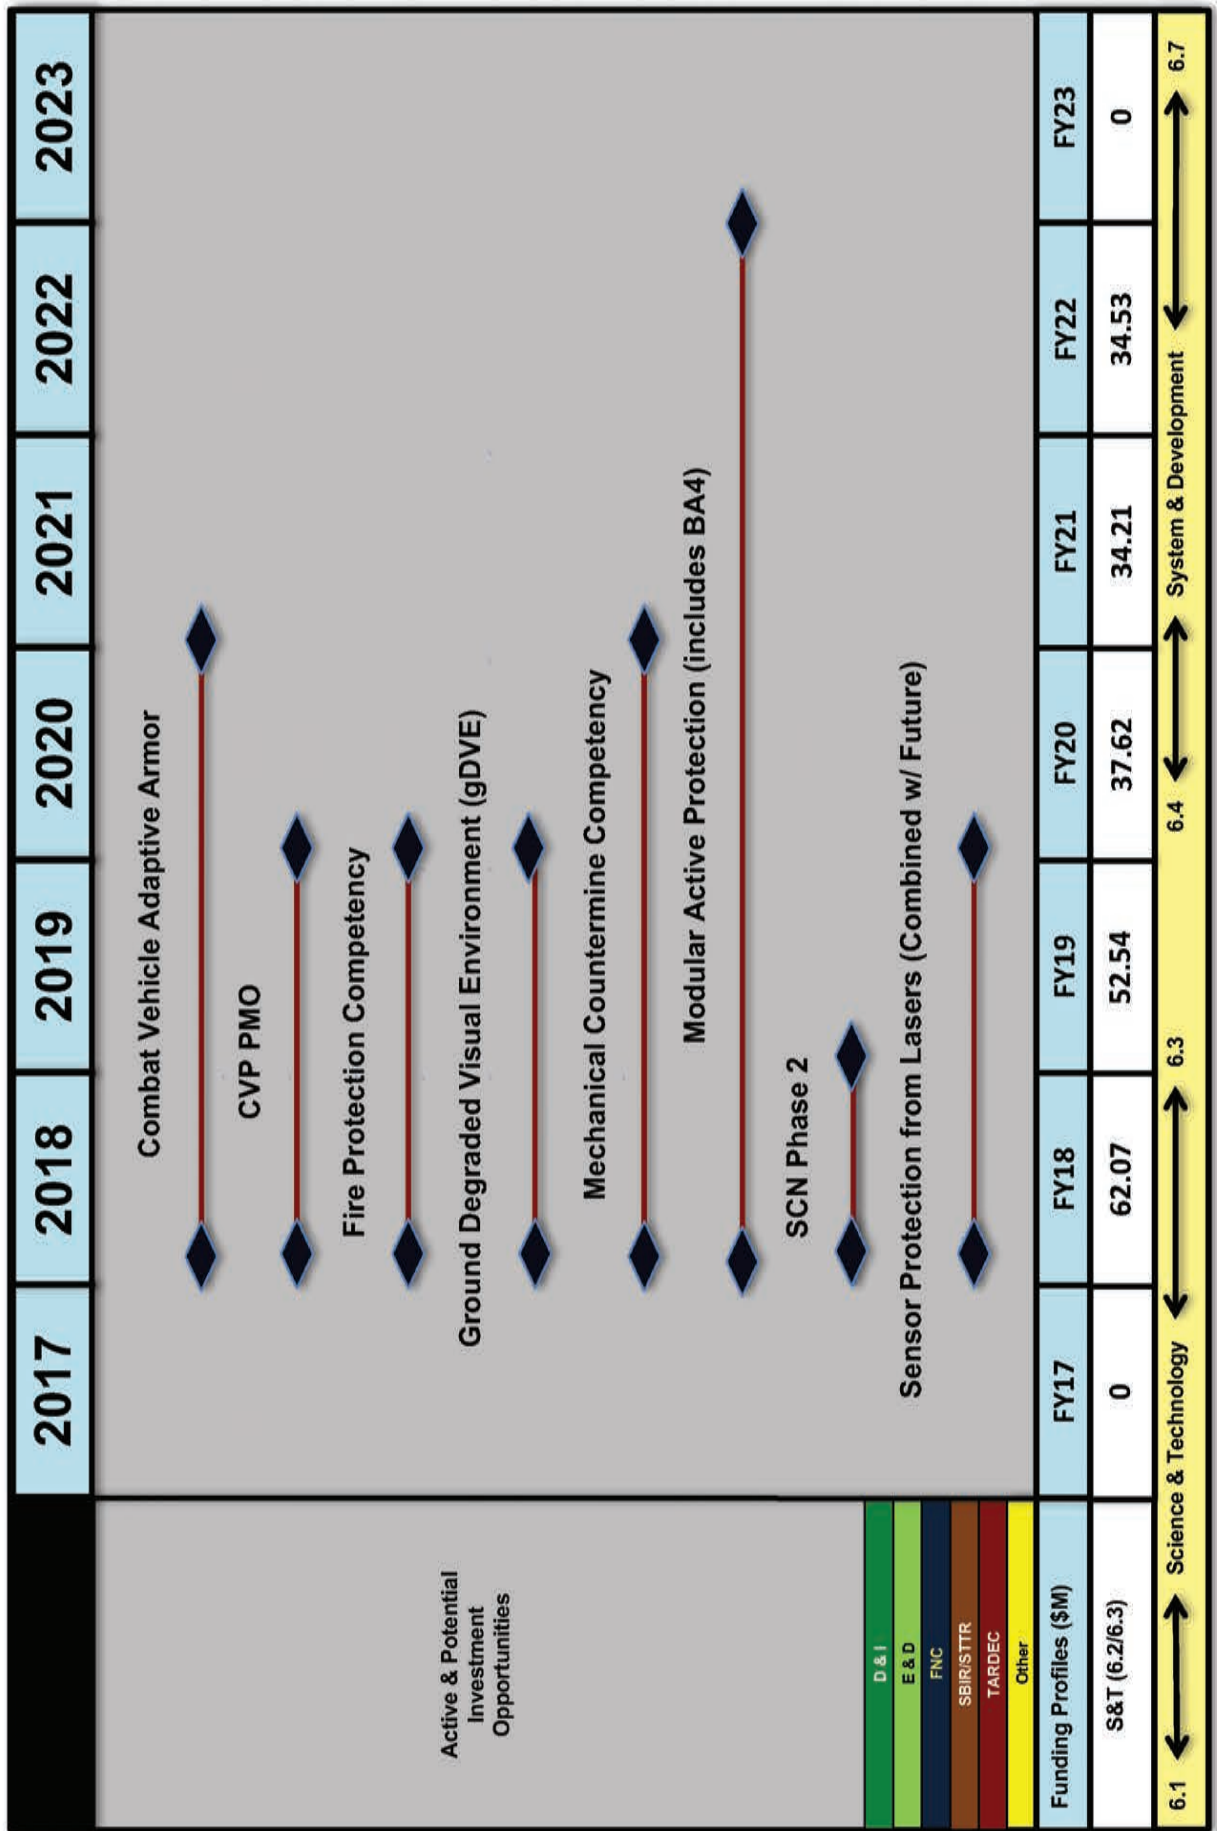 2017
2018
2019
2020
2021
2022
2023
Active & Potential
Investment
Opportunities
Combat Vehicle Adaptive Armor
CVP PMO
Fire Protection Competency
Ground Degraded Visual Environment (gDVE)
Mechanical Countermine Competency
Modular Active Protection (includes BA4)
SCN Phase 2
Sensor Protection from Lasers (Combined w/ Future)
D & I
E & D
FNC
SBIR/STTR
TARDEC
Other
Funding Profiles ($M)
FY17
FY18
FY19
FY20
FY21
FY22
FY23
S&T (6.2/6.3)
0
62.07
52.54
37.62
34.21
34.53
0
6.1
Science & Technology
6.3
6.4
System & Development
6.7